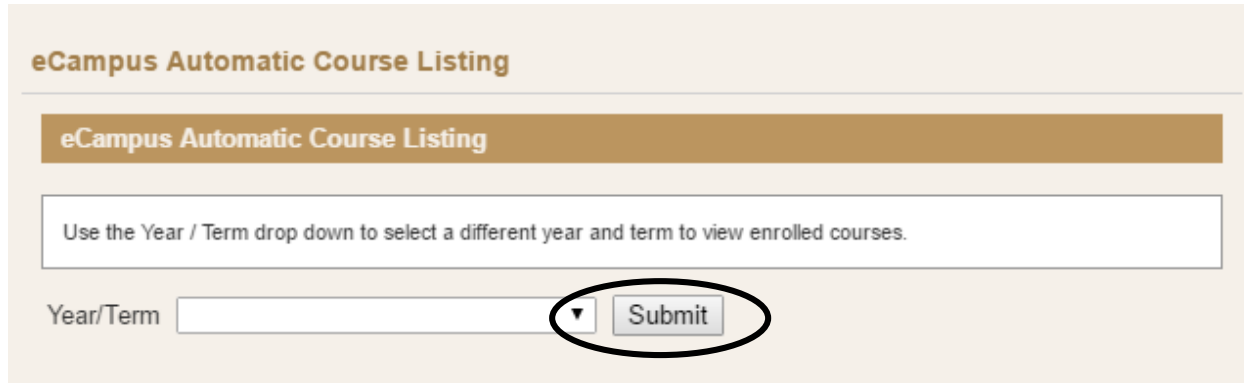 eCampus Automatic Course Listing
eCampus Automatic Course Listing
Use the Year / Term drop down to select a different year and term to view enrolled courses.
Year/Term Submit